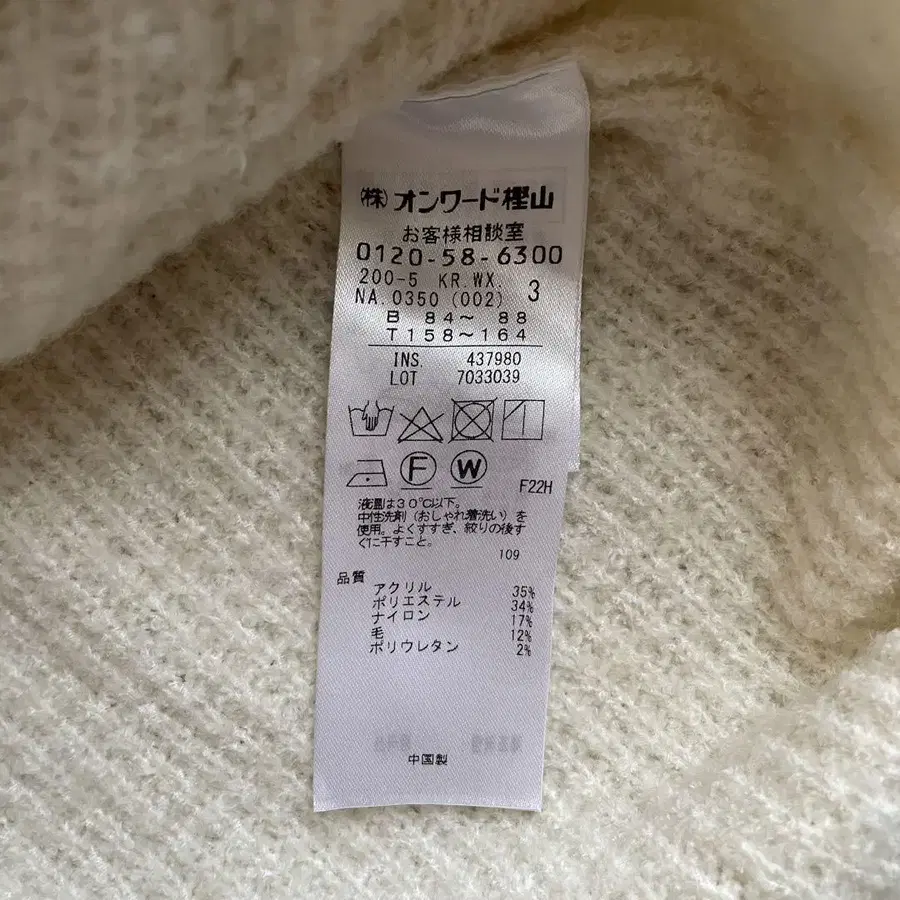 (株)オンワード樫山
お客様相談室
0120-58-6300
200-5 KR.WX. 3
NA.0350 (002)
B 84～ 88
T158～164
INS. 437980
LOT 7033039
F W
F22H
液温は30℃以下。
中性洗剤（おしゃれ着洗い）を
使用。よくすすぎ、絞りの後す
ぐに干すこと。
109
品質
アクリル 35%
ポリエステル 34%
ナイロン 17%
毛 12%
ポリウレタン 2%
中国製